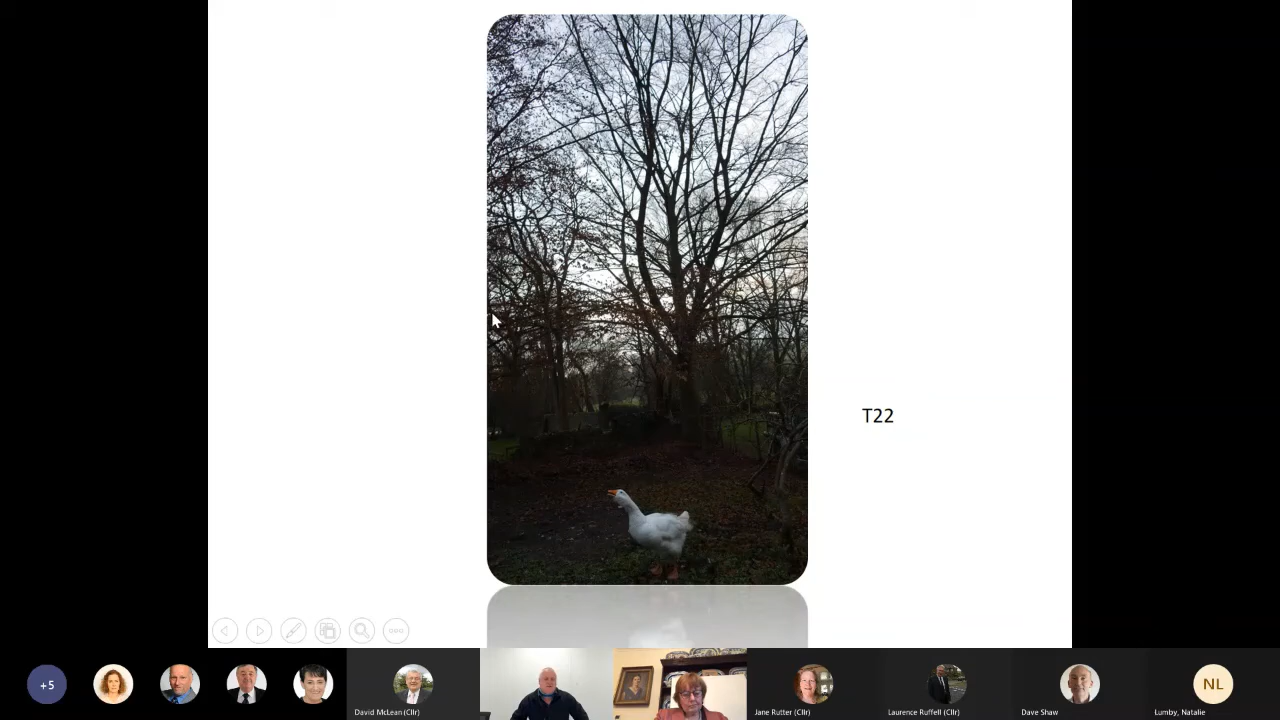 T22
+5
David McLean (Cllr)
Jane Rutter (Cllr)
Laurence Ruffell (Cllr)
Dave Shaw
NL
Lumby, Natalie